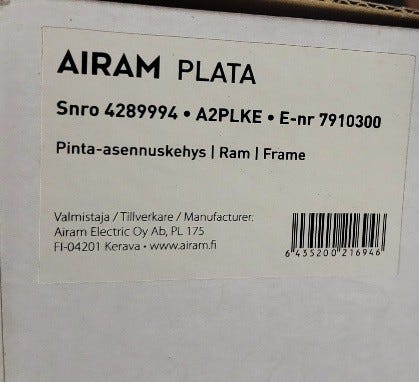 AIRAM PLATA
Snro 4289994 • A2PLKE • E-nr 7910300
Pinta-asennuskehys | Ram | Frame
Valmistaja / Tillverkare / Manufacturer:
Airam Electric Oy Ab, PL 175
FI-04201 Kerava • www.airam.fi
6 435200 216946